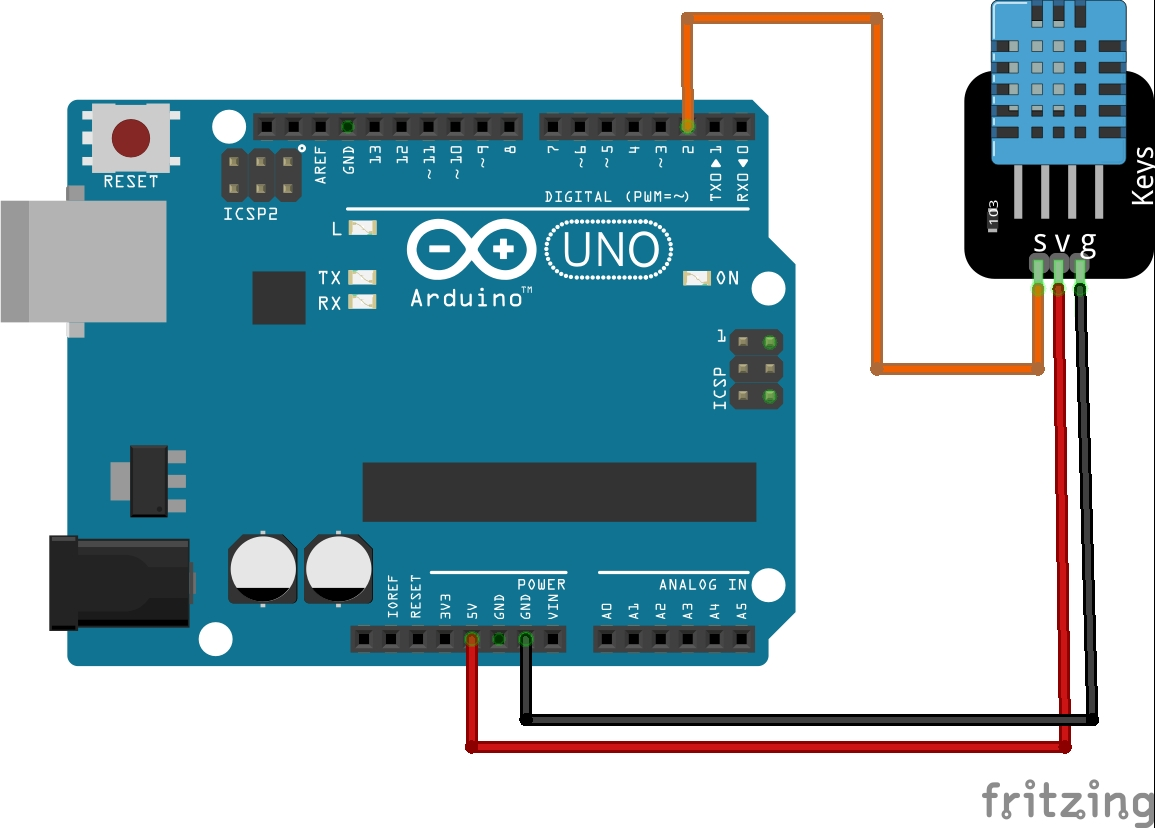 RESET
ICSP2
AREF
GND
13
12
~11
~10
~9
8
7
~6
~5
4
~3
2
TX0▶1
RX0◀0
DIGITAL (PWM=~)
L
TX
RX
Arduino™
UNO
ON
1
ICSP
103
Keys
s v g
IOREF
RESET
3V3
5V
GND
GND
VIN
POWER
ANALOG IN
A0
A1
A2
A3
A4
A5
fritzing